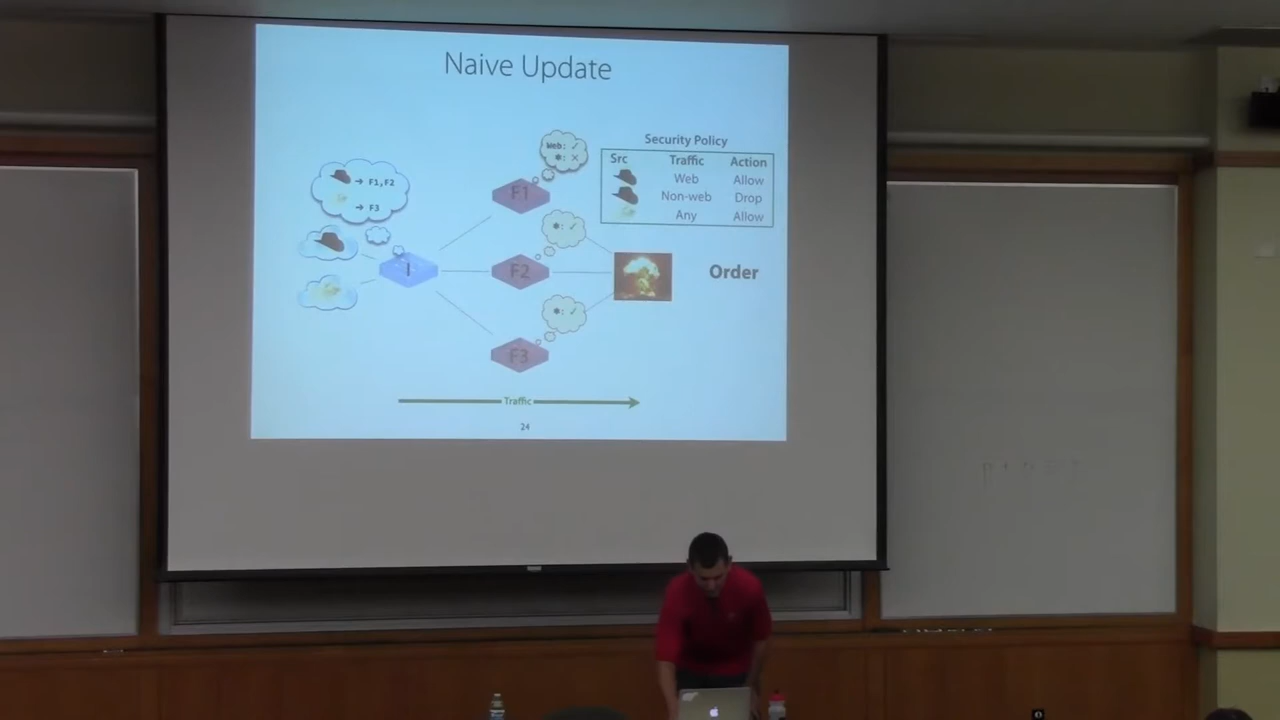 Naive Update
Security Policy
Src Traffic Action
Web Allow
Non-web Drop
Any Allow
Web: ✓
*: ✕
→ F1,F2
→ F3
F1
*: ✓
I
F2
Order
*: ✓
F3
Traffic
24